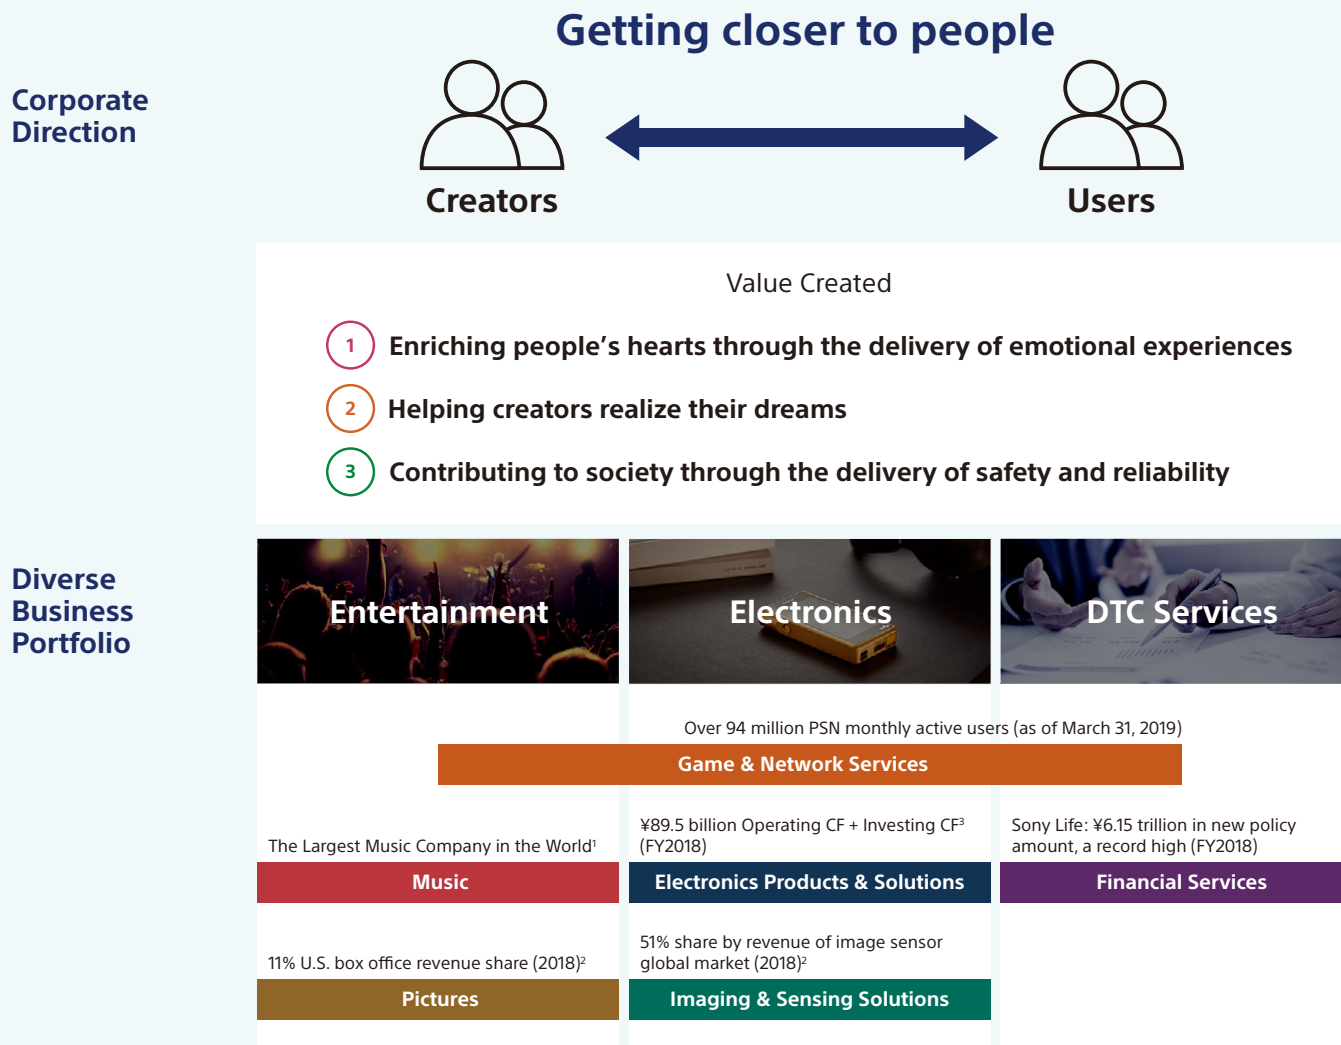 Getting closer to people
Corporate
Direction
Creators
Users
Value Created
1 Enriching people’s hearts through the delivery of emotional experiences
2 Helping creators realize their dreams
3 Contributing to society through the delivery of safety and reliability
Diverse
Business
Portfolio
Entertainment
Electronics
DTC Services
Over 94 million PSN monthly active users (as of March 31, 2019)
Game & Network Services
The Largest Music Company in the World¹
Music
¥89.5 billion Operating CF + Investing CF³
(FY2018)
Electronics Products & Solutions
Sony Life: ¥6.15 trillion in new policy
amount, a record high (FY2018)
Financial Services
11% U.S. box office revenue share (2018)²
Pictures
51% share by revenue of image sensor
global market (2018)²
Imaging & Sensing Solutions